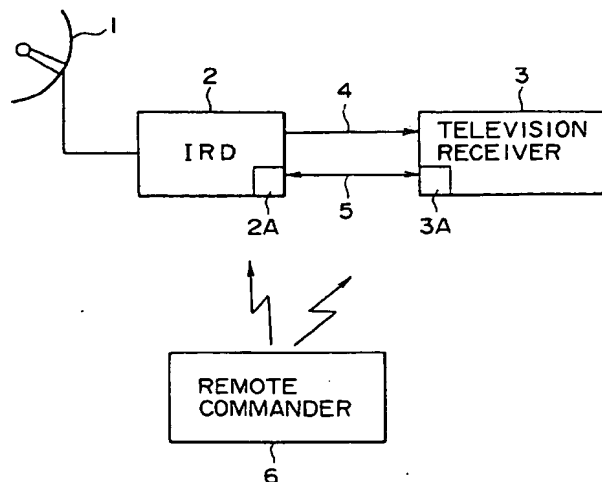 1
2
4
3
IRD
TELEVISION
RECEIVER
2A
5
3A
REMOTE
COMMANDER
6